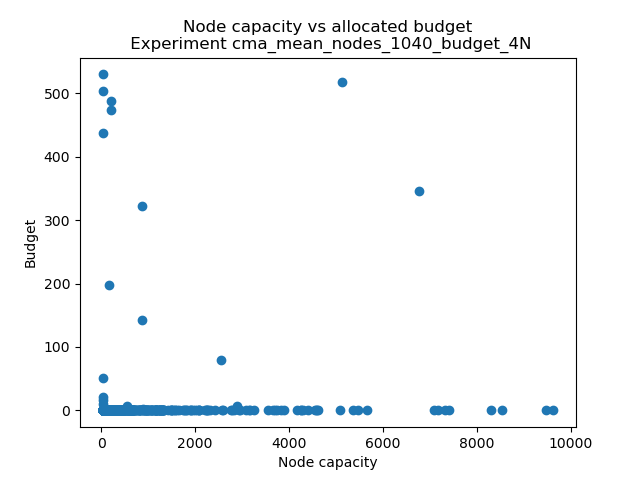 Node capacity vs allocated budget
Experiment cma_mean_nodes_1040_budget_4N
500
400
300
200
100
0
Budget
0 2000 4000 6000 8000 10000
Node capacity